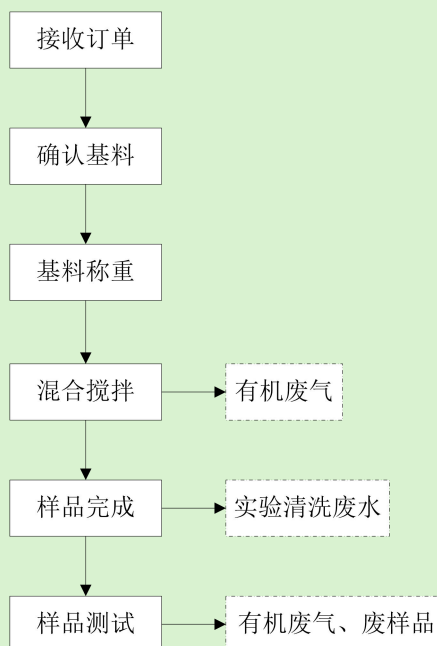 接收订单
确认基料
基料称重
混合搅拌
有机废气
样品完成
实验清洗废水
样品测试
有机废气、废样品